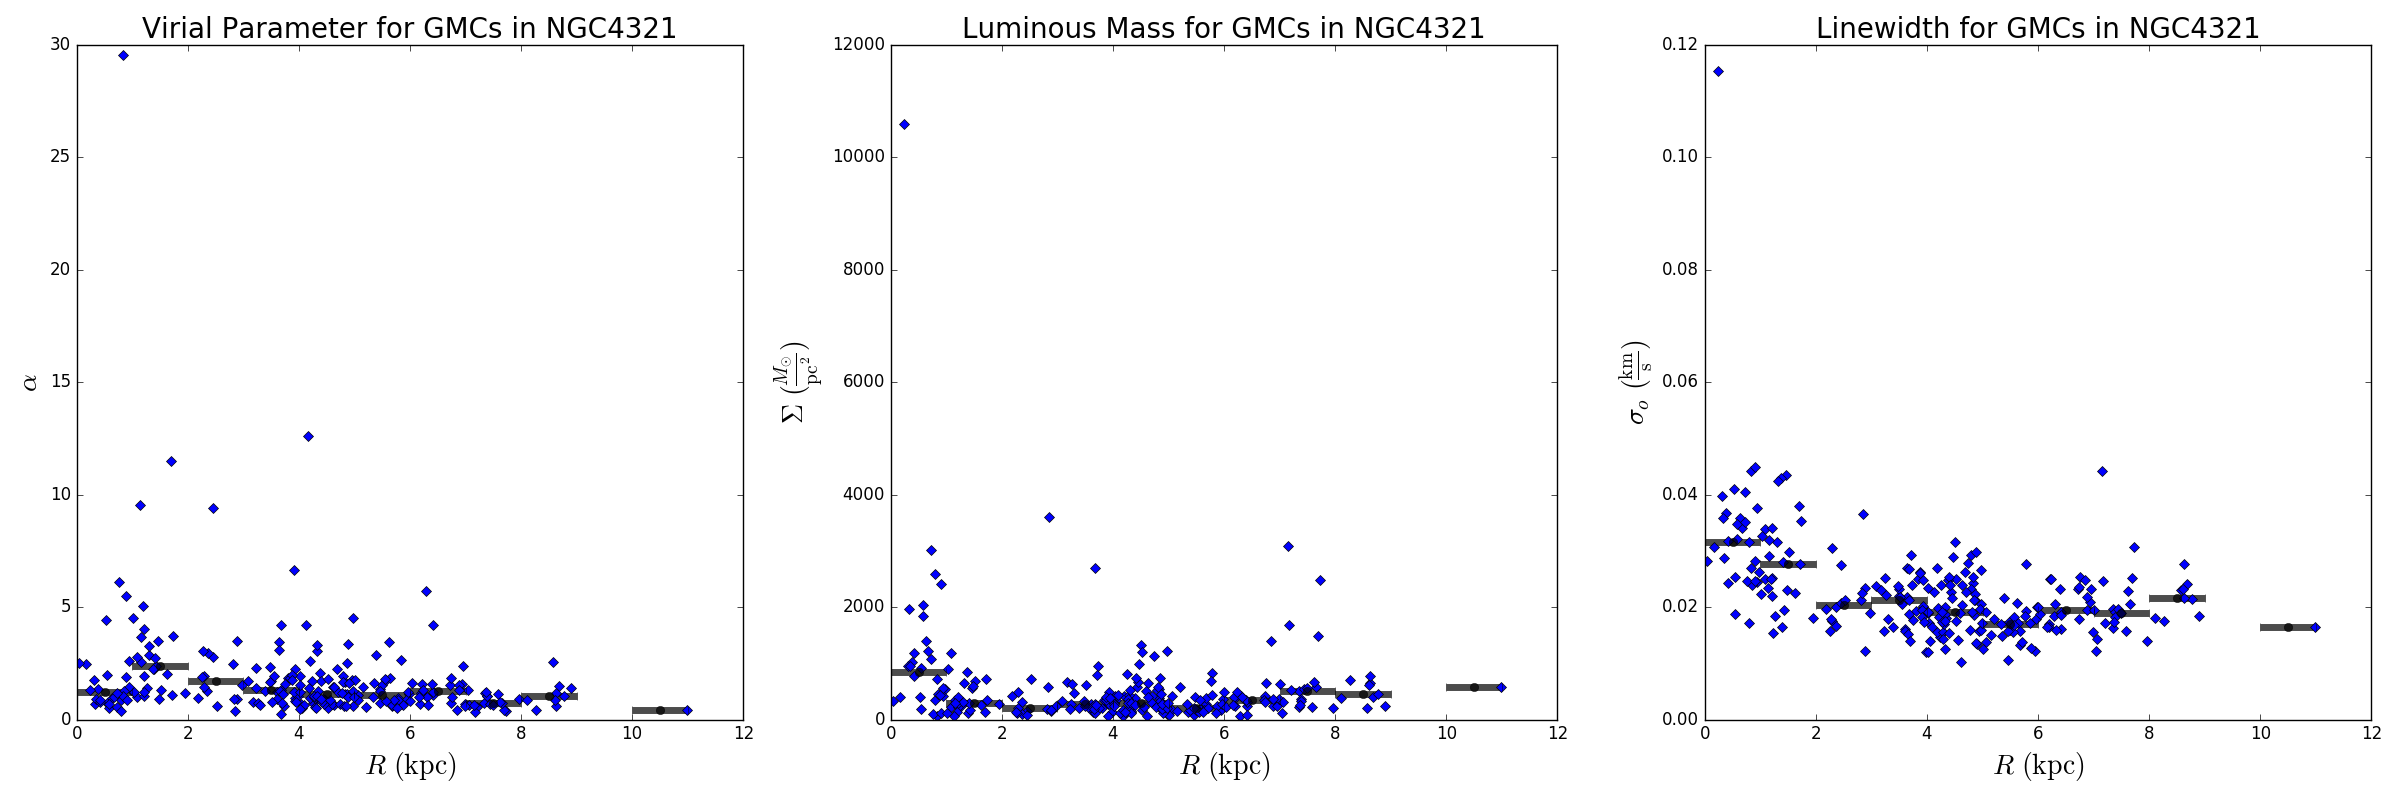 Virial Parameter for GMCs in NGC4321
30
25
20
15
10
5
0
α
0 2 4 6 8 10 12
R (kpc)
Luminous Mass for GMCs in NGC4321
12000
10000
8000
6000
4000
2000
0
Σ (M⊙/pc²)
0 2 4 6 8 10 12
R (kpc)
Linewidth for GMCs in NGC4321
0.12
0.10
0.08
0.06
0.04
0.02
0.00
σₒ (km/s)
0 2 4 6 8 10 12
R (kpc)